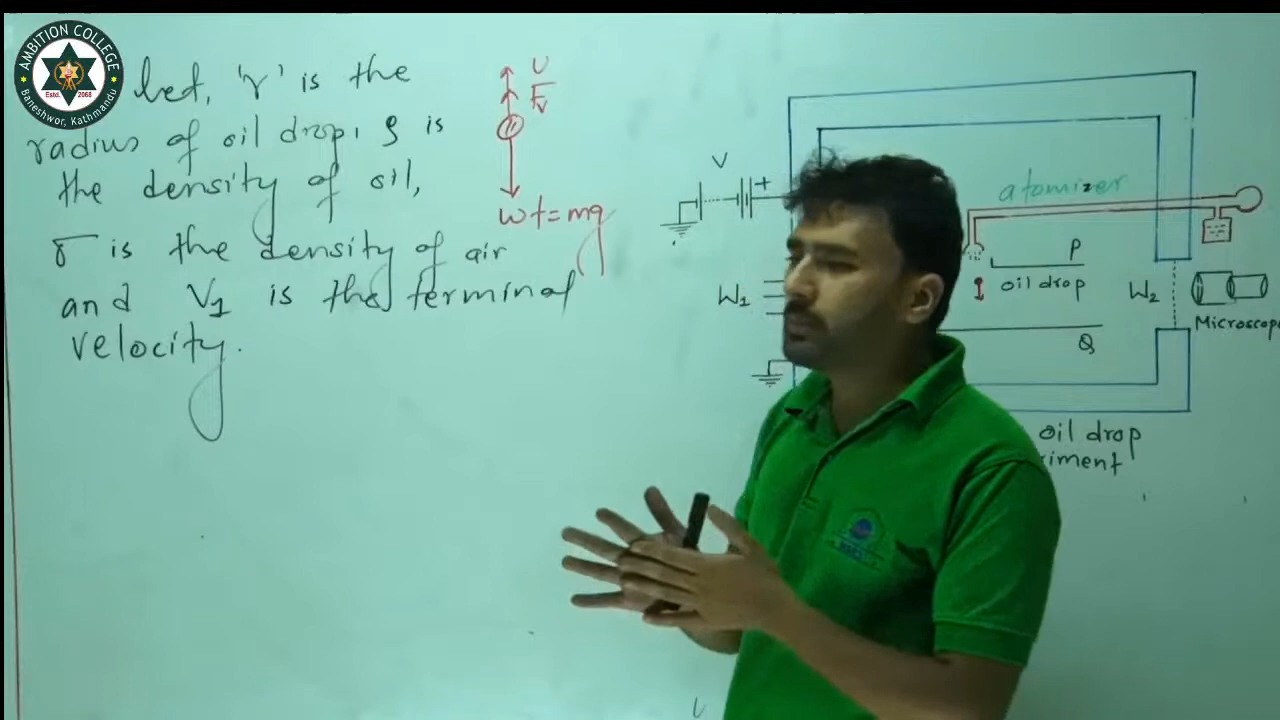 AMBITION COLLEGE
Estd. 2068
Baneshwor, Kathmandu
let, 'r' is the
radius of oil drop, ρ is
the density of oil,
σ is the density of air
and V1 is the terminal
velocity.
U
Fv
wt=mg
V
+
atomizer
P
oil drop
W1
W2
Microscope
Q
oil drop
riment